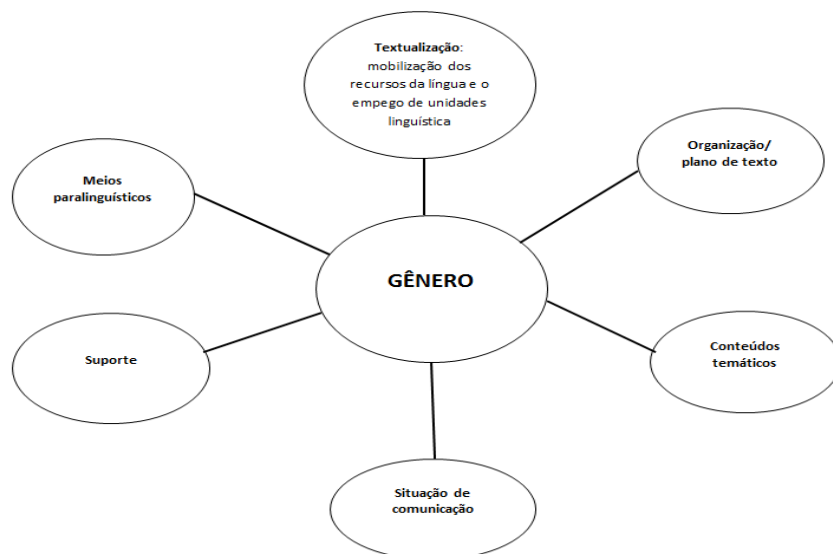 Textualização:
mobilização dos
recursos da língua e o
empego de unidades
linguística
Organização/
plano de texto
Meios
paralinguísticos
GÊNERO
Suporte
Conteúdos
temáticos
Situação de
comunicação